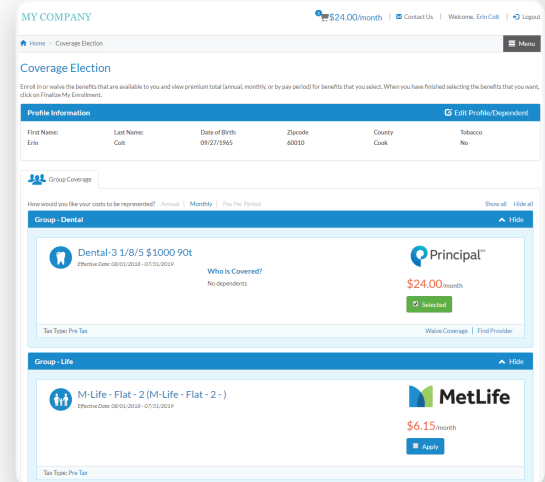 MY COMPANY
1 $24.00/month | Contact Us | Welcome, Erin Colt | Logout
Home > Coverage Election
Menu
Coverage Election
Enroll in or waive the benefits that are available to you and view premium total (annual, monthly, or by pay period) for benefits that you select. When you have finished selecting the benefits that you want,
click on Finalize My Enrollment.
Profile Information Edit Profile/Dependent
First Name: Last Name: Date of Birth: Zipcode County Tobacco
Erin Colt 09/27/1965 60010 Cook No
Group Coverage
How would you like your costs to be represented? Annual | Monthly | Pay Per Period Show all Hide all
Group - Dental Hide
Dental-3 1/8/5 $1000 90t
Effective Date: 08/01/2018 - 07/31/2019
Who is Covered?
No dependents
Principal℠
$24.00/month
Selected
Tax Type: Pre Tax Waive Coverage | Find Provider
Group - Life Hide
M-Life - Flat - 2 (M-Life - Flat - 2 - )
Effective Date: 08/01/2018 - 07/31/2019
MetLife
$6.15/month
Apply
Tax Type: Pre Tax